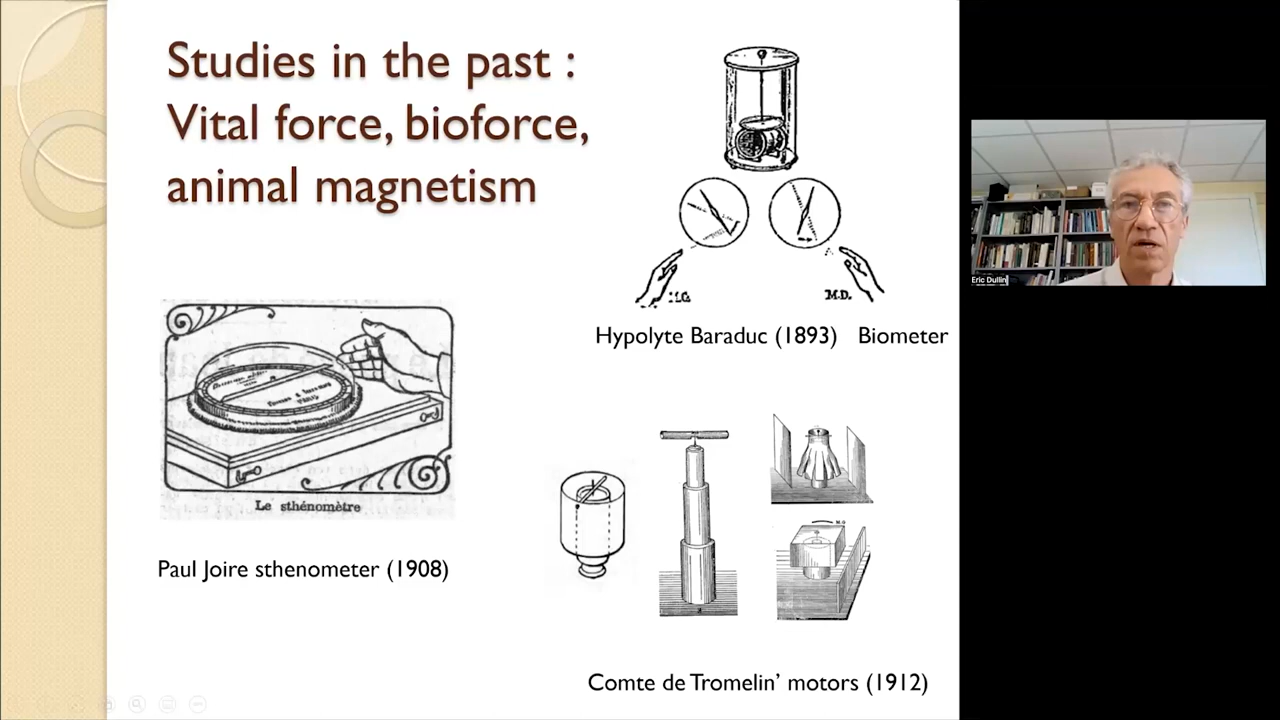 Studies in the past :
Vital force, bioforce,
animal magnetism
M.D.
Hypolyte Baraduc (1893) Biometer
Eric Dullin
Le sthénomètre
Paul Joire sthenometer (1908)
Comte de Tromelin’ motors (1912)